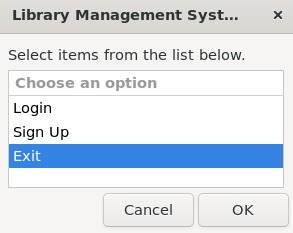 Library Management Syst...
×
Select items from the list below.
Choose an option
Login
Sign Up
Exit
Cancel
OK